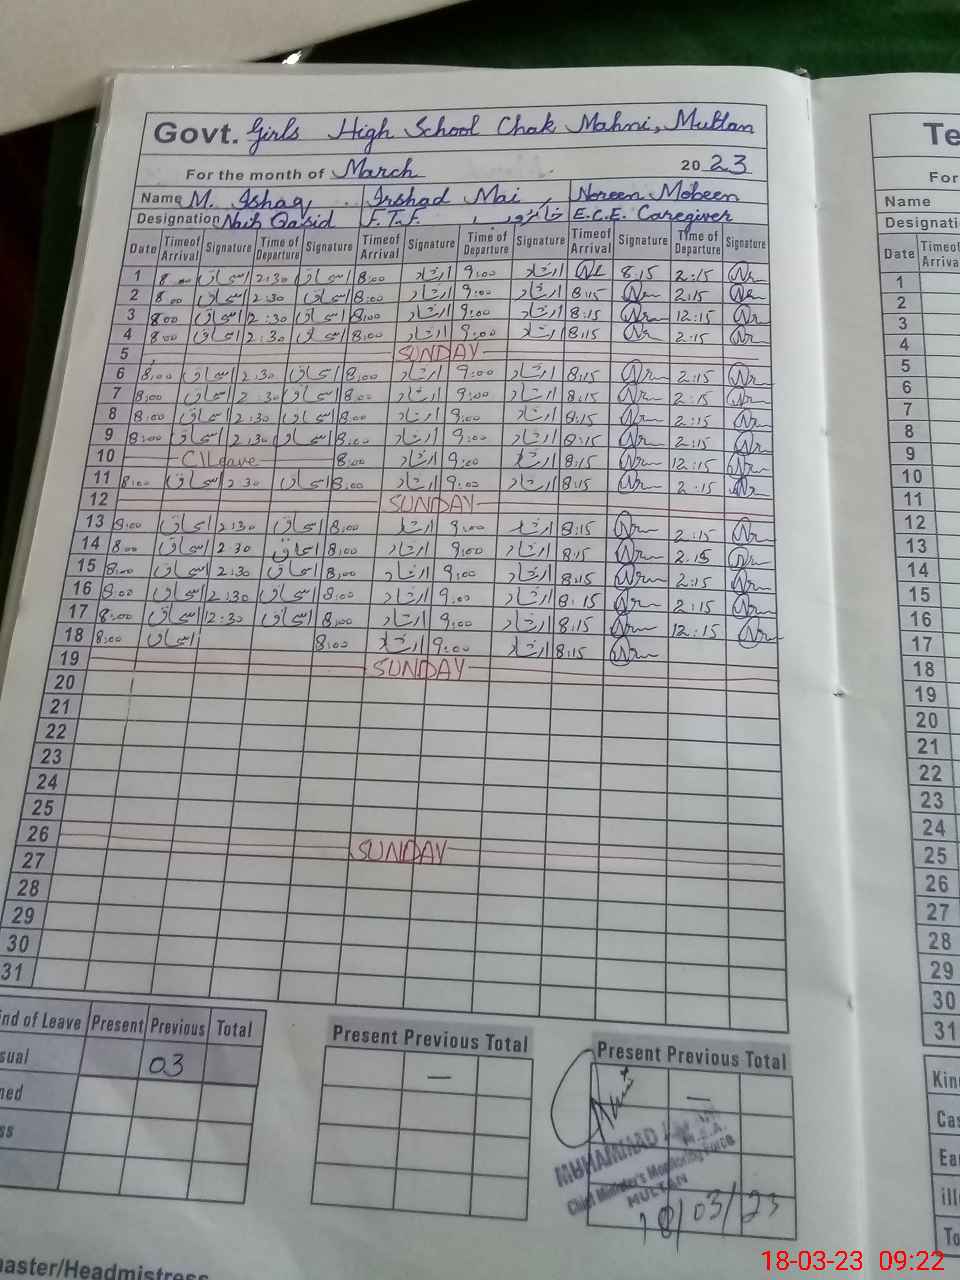 Govt. Girls High School Chak Mahni, Multan
For the month of March 2023
Name M. Ishaq Irshad Mai Noreen Mobeen
Designation Naib Qasid F.T.F. E.C.E. Caregiver
Date Timeof Arrival Signature Timeof Departure Signature Timeof Arrival Signature Time of Departure Signature Timeof Arrival Signature Time of Departure Signature
1 8:00 اسحاق 2:30 اسحاق 8:00 ارشاد 9:00 ارشاد 8:15 2:15
2 8:00 اسحاق 2:30 اسحاق 8:00 ارشاد 9:00 ارشاد 8:15 2:15
3 8:00 اسحاق 12:30 اسحاق 8:00 ارشاد 9:00 ارشاد 8:15 12:15
4 8:00 اسحاق 2:30 اسحاق 8:00 ارشاد 9:00 ارشاد 8:15 2:15
5 SUNDAY
6 8:00 اسحاق 2:30 اسحاق 8:00 ارشاد 9:00 ارشاد 8:15 2:15
7 8:00 اسحاق 2:30 اسحاق 8:00 ارشاد 9:00 ارشاد 8:15 2:15
8 8:00 اسحاق 2:30 اسحاق 8:00 ارشاد 9:00 ارشاد 8:15 2:15
9 8:00 اسحاق 2:30 اسحاق 8:00 ارشاد 9:00 ارشاد 8:15 2:15
10 C/Leave 8:00 ارشاد 9:00 ارشاد 8:15 12:15
11 8:00 اسحاق 2:30 اسحاق 8:00 ارشاد 9:00 ارشاد 8:15 2:15
12 SUNDAY
13 8:00 اسحاق 2:30 اسحاق 8:00 ارشاد 9:00 ارشاد 8:15 2:15
14 8:00 اسحاق 2:30 اسحاق 8:00 ارشاد 9:00 ارشاد 8:15 2:15
15 8:00 اسحاق 2:30 اسحاق 8:00 ارشاد 9:00 ارشاد 8:15 2:15
16 8:00 اسحاق 2:30 اسحاق 8:00 ارشاد 9:00 ارشاد 8:15 2:15
17 8:00 اسحاق 12:30 اسحاق 8:00 ارشاد 9:00 ارشاد 8:15 12:15
18 8:00 اسحاق 8:00 ارشاد 9:00 ارشاد 8:15
19 SUNDAY
20
21
22
23
24
25
26 SUNDAY
27
28
29
30
31
ind of Leave Present Previous Total
sual 03
ned
ss
Present Previous Total
—
Present Previous Total
—
MUHAMMAD
Chief Minister's Monitoring Force
MULTAN
18/03/23
aster/Headmistress
Te
For
Name
Designati
Date Timeof Arriva
1
2
3
4
5
6
7
8
9
10
11
12
13
14
15
16
17
18
19
20
21
22
23
24
25
26
27
28
29
30
31
Kin
Cas
Ea
ill
To
18-03-23 09:22